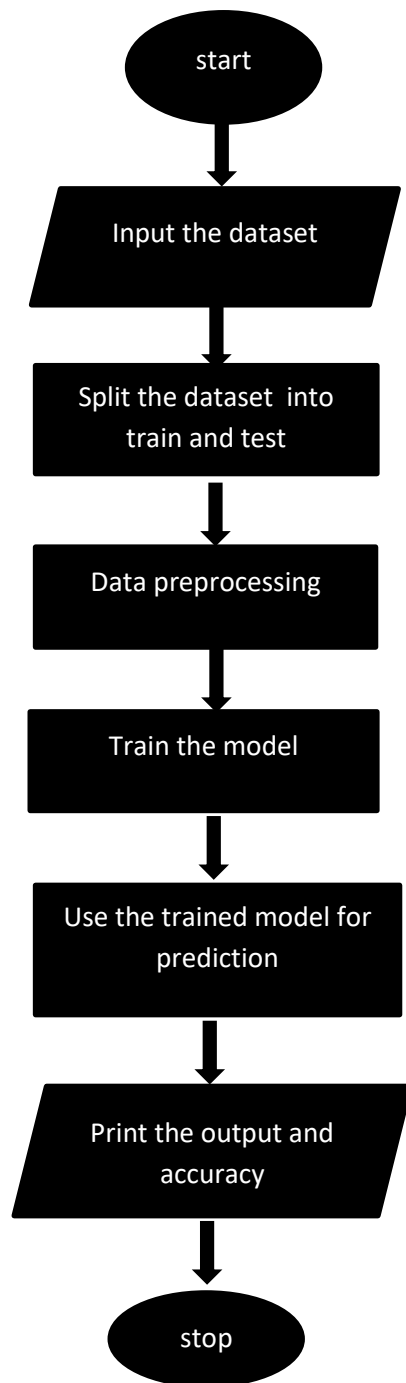 start
Input the dataset
Split the dataset  into
train and test
Data preprocessing
Train the model
Use the trained model for
prediction
Print the output and
accuracy
stop